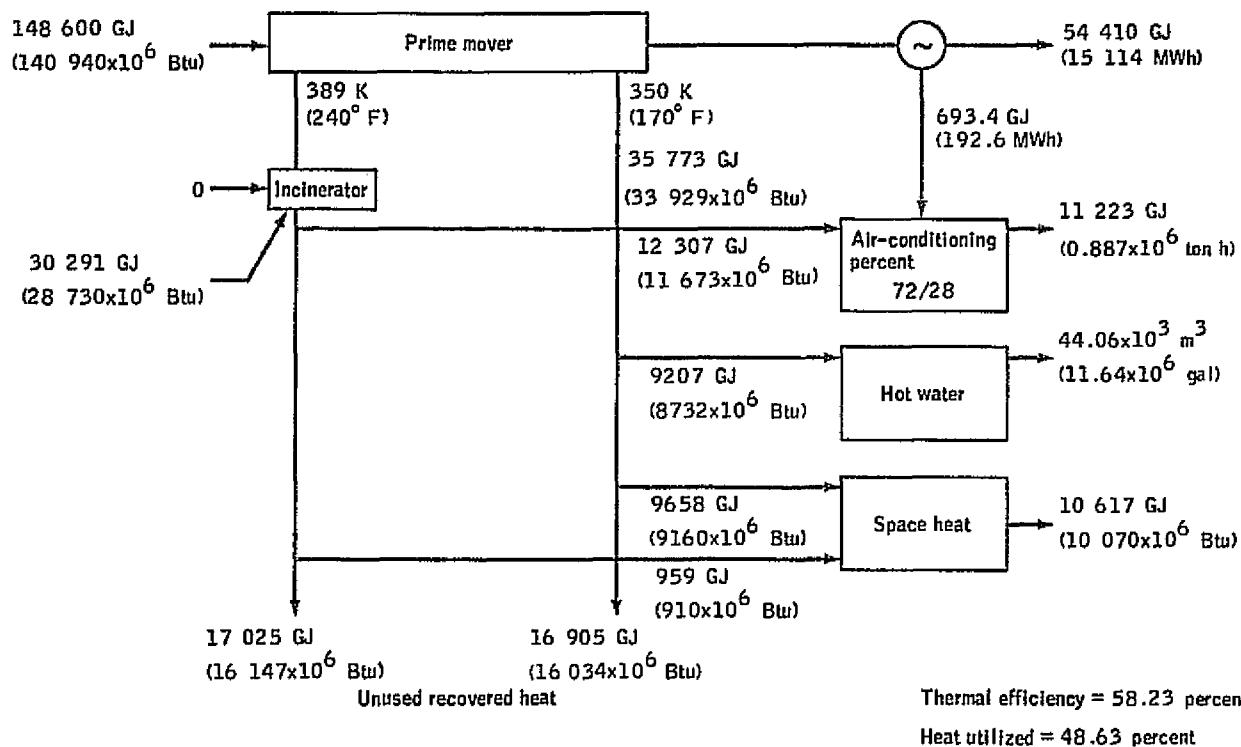 148 600 GJ
(140 940x10⁶ Btu)
Prime mover
~
54 410 GJ
(15 114 MWh)
389 K
(240° F)
350 K
(170° F)
693.4 GJ
(192.6 MWh)
35 773 GJ
(33 929x10⁶ Btu)
0
Incinerator
30 291 GJ
(28 730x10⁶ Btu)
12 307 GJ
(11 673x10⁶ Btu)
Air-conditioning
percent
72/28
11 223 GJ
(0.887x10⁶ ton h)
9207 GJ
(8732x10⁶ Btu)
Hot water
44.06x10³ m³
(11.64x10⁶ gal)
9658 GJ
(9160x10⁶ Btu)
Space heat
10 617 GJ
(10 070x10⁶ Btu)
959 GJ
(910x10⁶ Btu)
17 025 GJ
(16 147x10⁶ Btu)
16 905 GJ
(16 034x10⁶ Btu)
Unused recovered heat
Thermal efficiency = 58.23 percen
Heat utilized = 48.63 percent